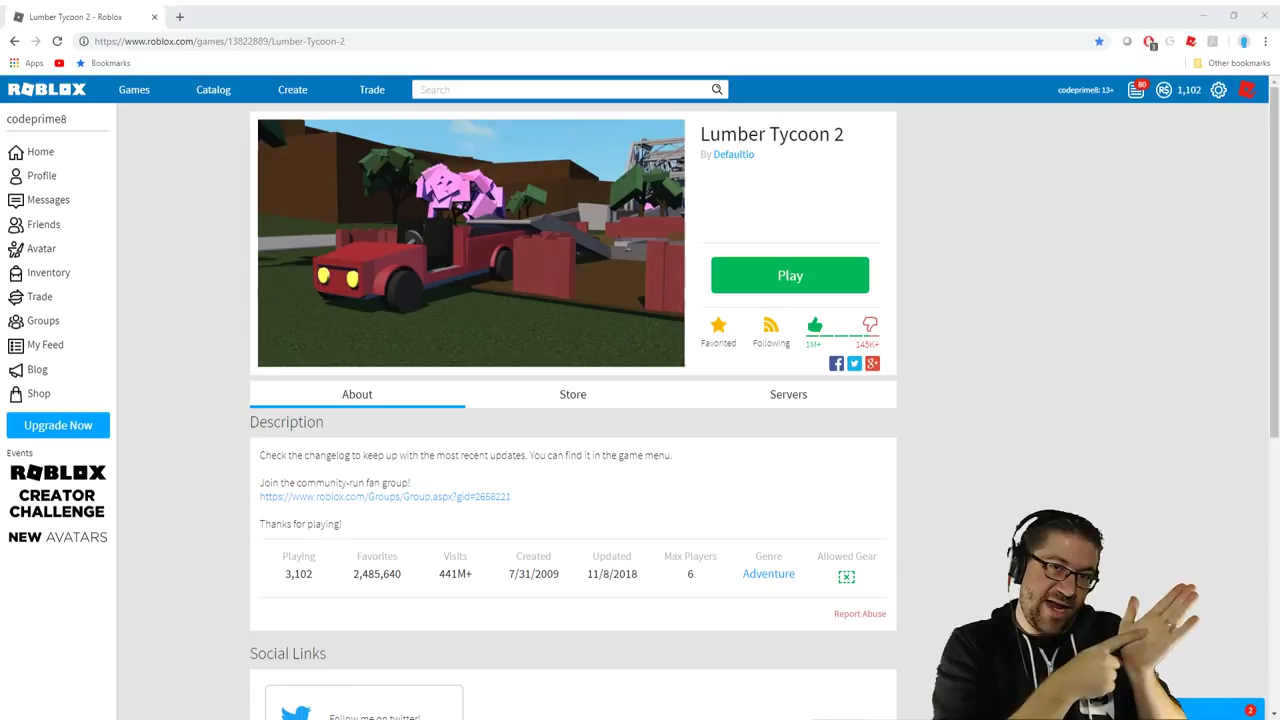 Lumber Tycoon 2 - Roblox
https://www.roblox.com/games/13822889/Lumber-Tycoon-2
Apps
Bookmarks
Other bookmarks
ROBLOX
Games
Catalog
Create
Trade
Search
codeprime8: 13+
80
1,102
codeprime8
Home
Profile
Messages
Friends
Avatar
Inventory
Trade
Groups
My Feed
Blog
Shop
Upgrade Now
Events
ROBLOX
CREATOR
CHALLENGE
NEW AVATARS
Lumber Tycoon 2
By Defaultio
Play
Favorited
Following
1M+
145K+
About
Store
Servers
Description
Check the changelog to keep up with the most recent updates. You can find it in the game menu.
Join the community-run fan group!
https://www.roblox.com/Groups/Group.aspx?gid=2658221
Thanks for playing!
Playing Favorites Visits Created Updated Max Players Genre Allowed Gear
3,102 2,485,640 441M+ 7/31/2009 11/8/2018 6 Adventure
Report Abuse
Social Links
Follow me on twitter!
2